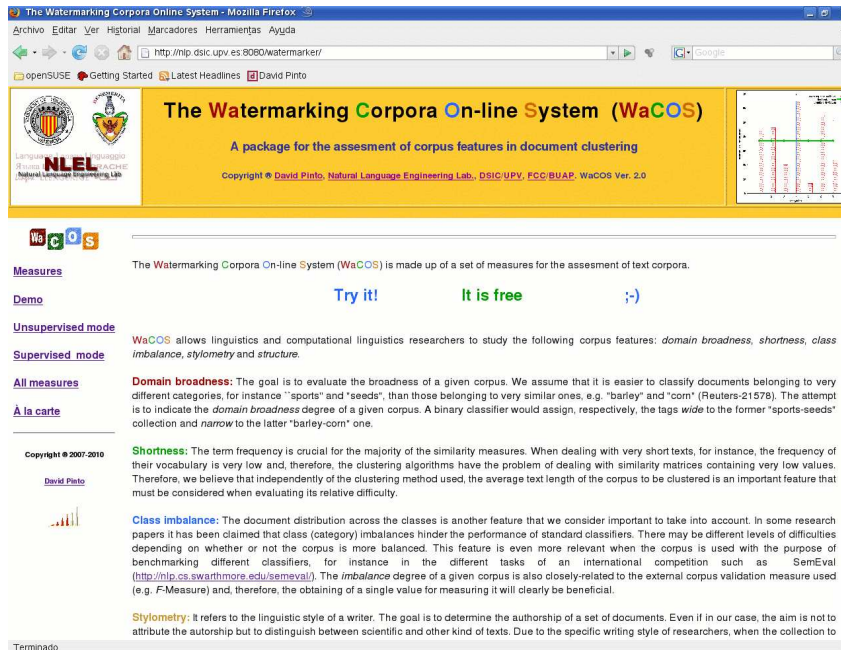 The Watermarking Corpora Online System - Mozilla Firefox
Archivo Editar Ver Historial Marcadores Herramientas Ayuda
http://nlp.dsic.upv.es:8080/watermarker/
Google
openSUSE Getting Started Latest Headlines David Pinto
The Watermarking Corpora On-line System (WaCOS)
A package for the assesment of corpus features in document clustering
NLEL
Natural Language Engineering Lab
Copyright ® David Pinto, Natural Language Engineering Lab., DSIC/UPV, FCC/BUAP. WaCOS Ver. 2.0
Wa C O S
Measures
Demo
Unsupervised mode
Supervised mode
All measures
À la carte
Copyright ® 2007-2010
David Pinto
The Watermarking Corpora On-line System (WaCOS) is made up of a set of measures for the assesment of text corpora.
Try it! It is free ;-)
WaCOS allows linguistics and computational linguistics researchers to study the following corpus features: domain broadness, shortness, class
imbalance, stylometry and structure.
Domain broadness: The goal is to evaluate the broadness of a given corpus. We assume that it is easier to classify documents belonging to very
different categories, for instance ``sports" and "seeds", than those belonging to very similar ones, e.g. "barley" and "corn" (Reuters-21578). The attempt
is to indicate the domain broadness degree of a given corpus. A binary classifier would assign, respectively, the tags wide to the former "sports-seeds"
collection and narrow to the latter "barley-corn" one.
Shortness: The term frequency is crucial for the majority of the similarity measures. When dealing with very short texts, for instance, the frequency of
their vocabulary is very low and, therefore, the clustering algorithms have the problem of dealing with similarity matrices containing very low values.
Therefore, we believe that independently of the clustering method used, the average text length of the corpus to be clustered is an important feature that
must be considered when evaluating its relative difficulty.
Class imbalance: The document distribution across the classes is another feature that we consider important to take into account. In some research
papers it has been claimed that class (category) imbalances hinder the performance of standard classifiers. There may be different levels of difficulties
depending on whether or not the corpus is more balanced. This feature is even more relevant when the corpus is used with the purpose of
benchmarking different classifiers, for instance in the different tasks of an international competition such as SemEval
(http://nlp.cs.swarthmore.edu/semeval/). The imbalance degree of a given corpus is also closely-related to the external corpus validation measure used
(e.g. F-Measure) and, therefore, the obtaining of a single value for measuring it will clearly be beneficial.
Stylometry: It refers to the linguistic style of a writer. The goal is to determine the authorship of a set of documents. Even if in our case, the aim is not to
attribute the autorship but to distinguish between scientific and other kind of texts. Due to the specific writing style of researchers, when the collection to
Terminado